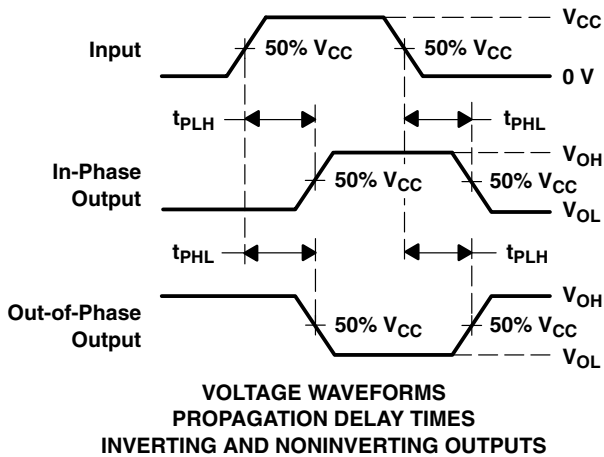 V_CC
Input
50% V_CC
50% V_CC
0 V
t_PLH
t_PHL
V_OH
In-Phase
Output
50% V_CC
50% V_CC
V_OL
t_PHL
t_PLH
V_OH
Out-of-Phase
Output
50% V_CC
50% V_CC
V_OL
VOLTAGE WAVEFORMS
PROPAGATION DELAY TIMES
INVERTING AND NONINVERTING OUTPUTS